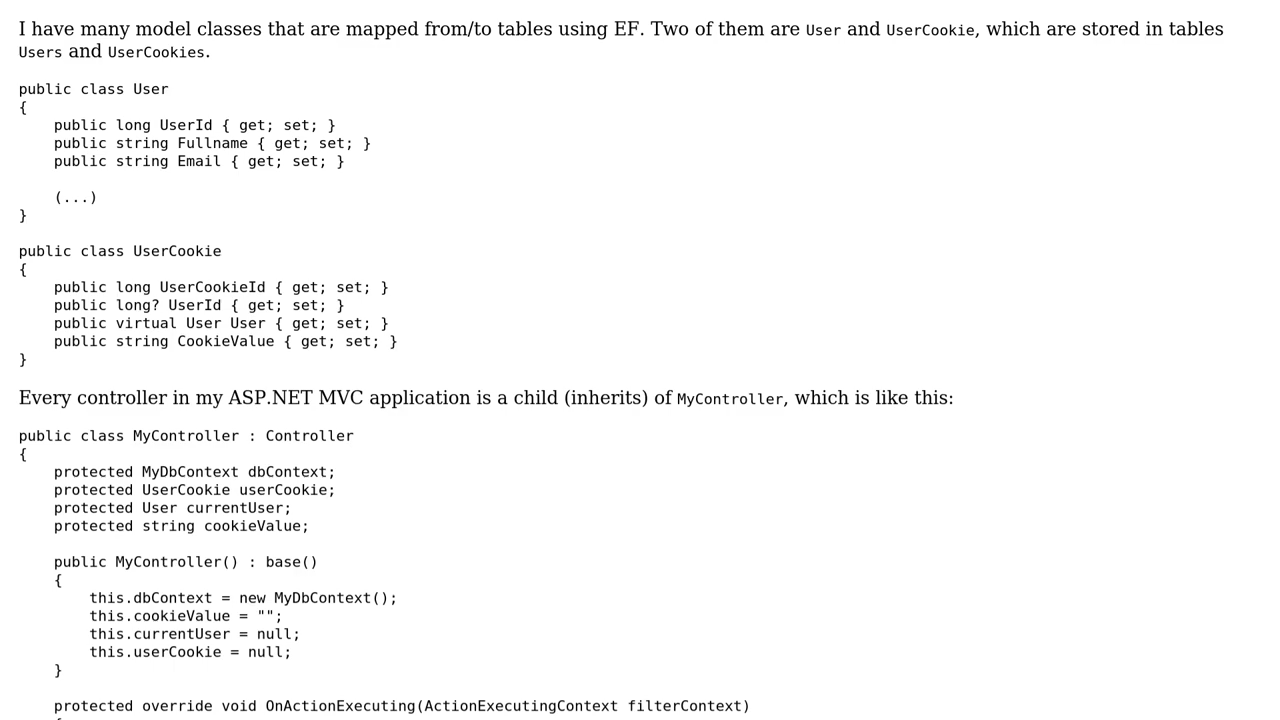 I have many model classes that are mapped from/to tables using EF. Two of them are User and UserCookie, which are stored in tables
Users and UserCookies.
public class User
{
    public long UserId { get; set; }
    public string Fullname { get; set; }
    public string Email { get; set; }
    (...)
}
public class UserCookie
{
    public long UserCookieId { get; set; }
    public long? UserId { get; set; }
    public virtual User User { get; set; }
    public string CookieValue { get; set; }
}
Every controller in my ASP.NET MVC application is a child (inherits) of MyController, which is like this:
public class MyController : Controller
{
    protected MyDbContext dbContext;
    protected UserCookie userCookie;
    protected User currentUser;
    protected string cookieValue;
    public MyController() : base()
    {
        this.dbContext = new MyDbContext();
        this.cookieValue = "";
        this.currentUser = null;
        this.userCookie = null;
    }
    protected override void OnActionExecuting(ActionExecutingContext filterContext)